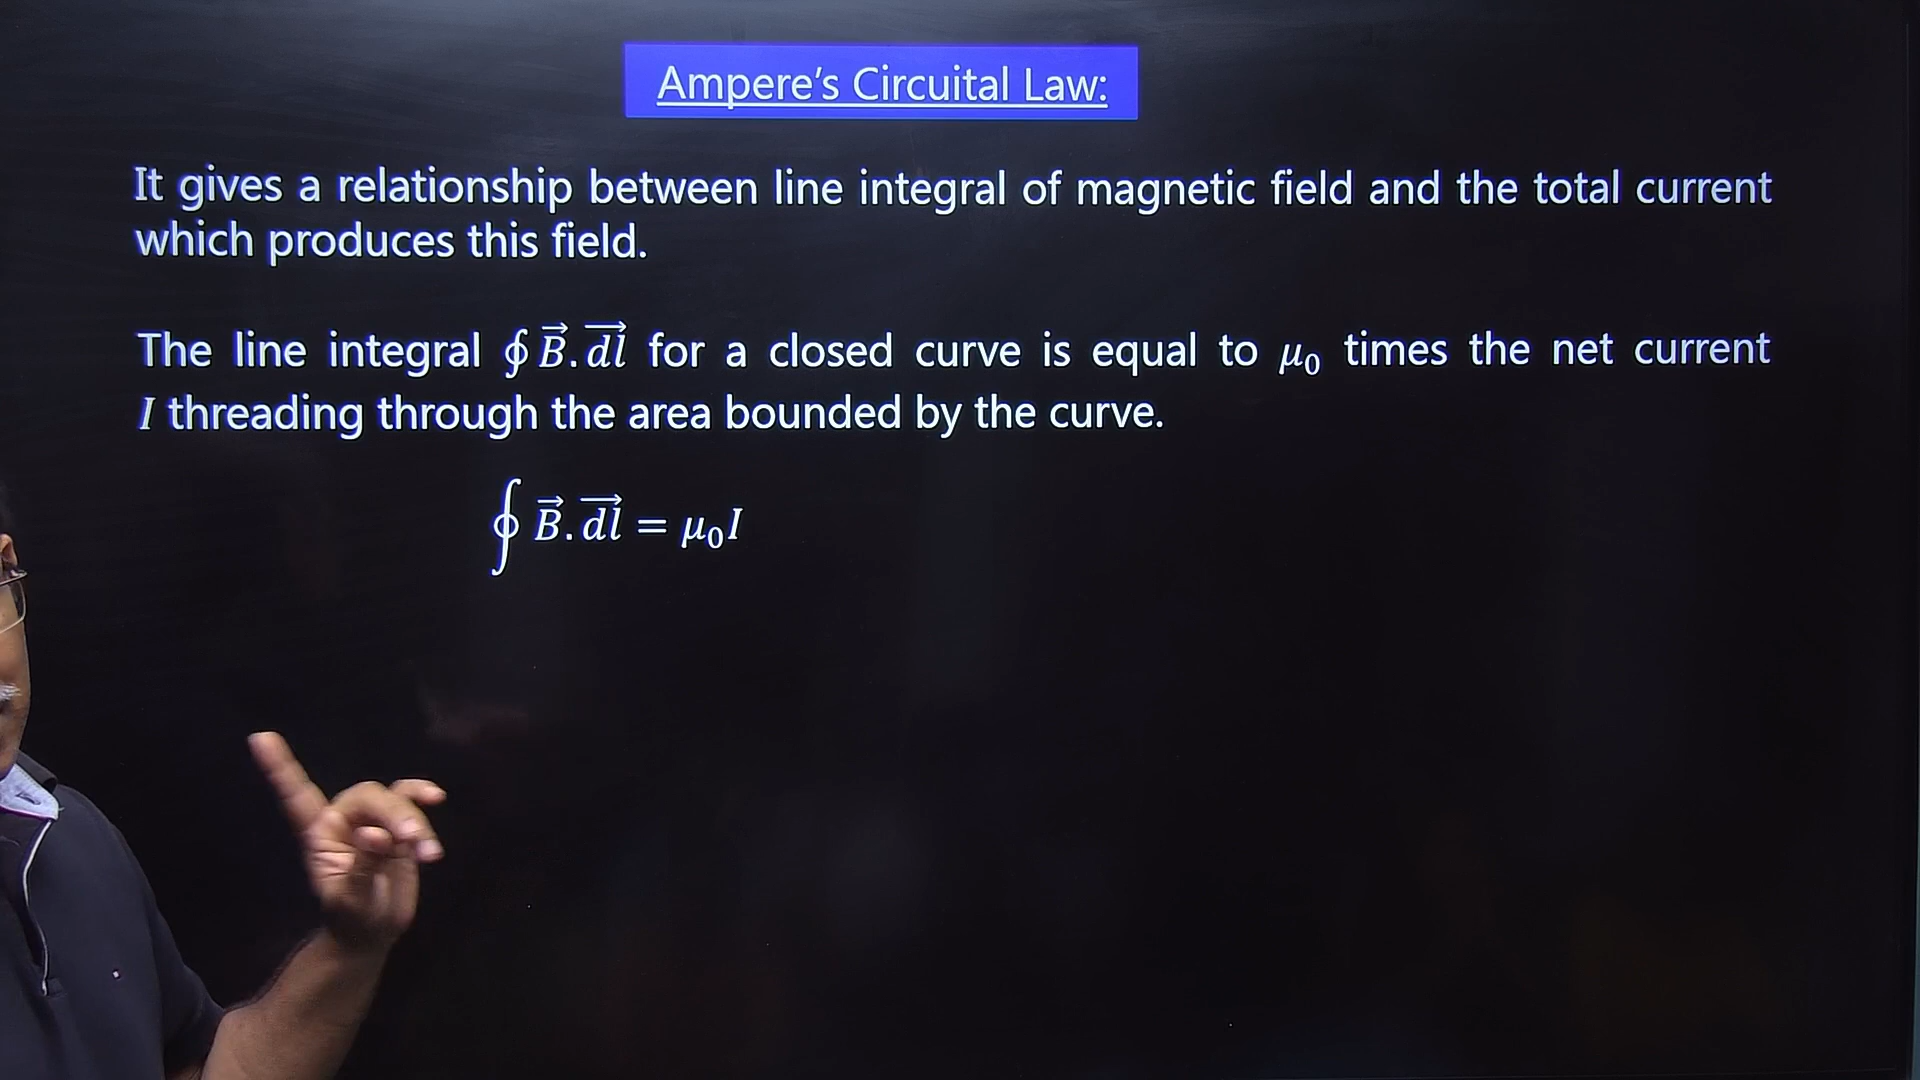 Ampere’s Circuital Law:
It gives a relationship between line integral of magnetic field and the total current
which produces this field.
The line integral ∮ B⃗. d⃗l⃗ for a closed curve is equal to μ₀ times the net current
I threading through the area bounded by the curve.
∮ B⃗. d⃗l⃗ = μ₀I